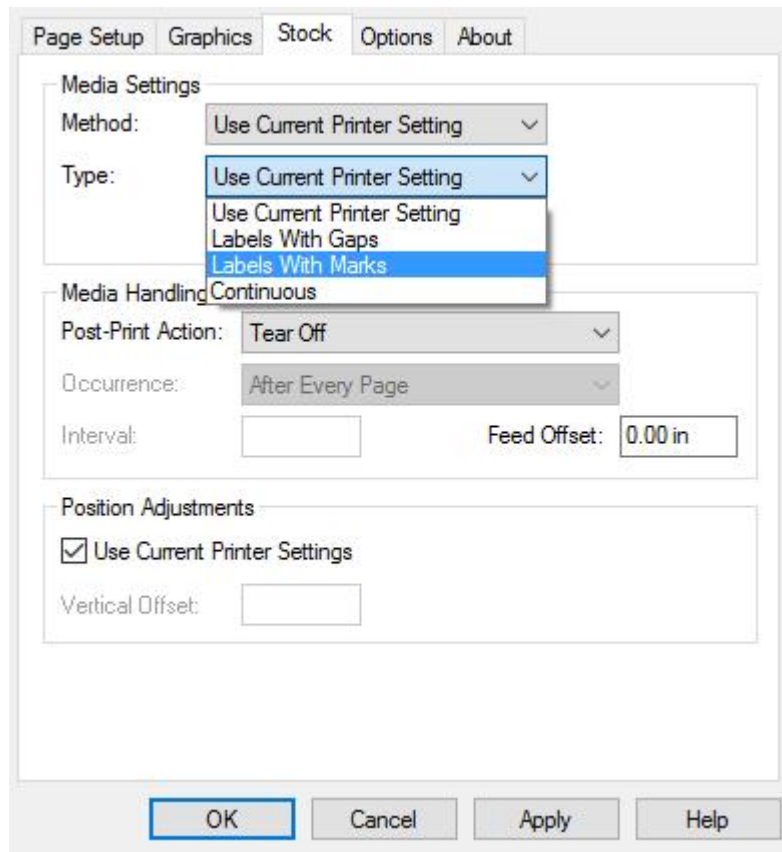 Page Setup Graphics Stock Options About
Media Settings
Method: Use Current Printer Setting
Type: Use Current Printer Setting
Use Current Printer Setting
Labels With Gaps
Labels With Marks
Continuous
Media Handling
Post-Print Action: Tear Off
Occurrence: After Every Page
Interval: Feed Offset: 0.00 in
Position Adjustments
Use Current Printer Settings
Vertical Offset:
OK Cancel Apply Help